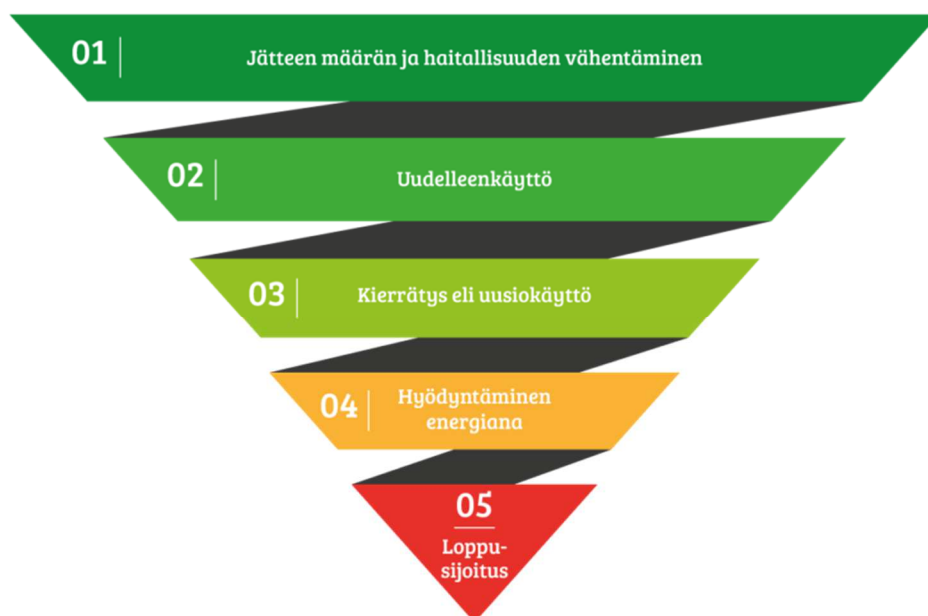 01
Jätteen määrän ja haitallisuuden vähentäminen
02
Uudelleenkäyttö
03
Kierrätys eli uusiokäyttö
04
Hyödyntäminen
energiana
05
Loppu-
sijoitus